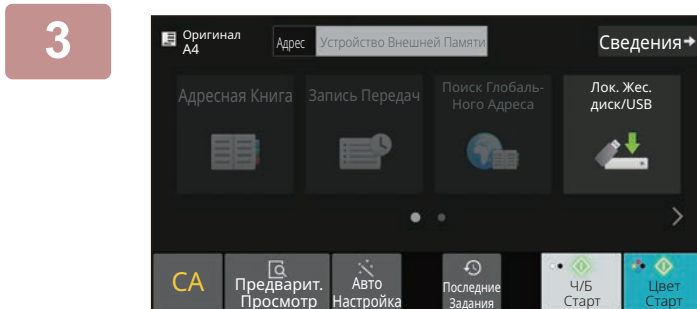 3
Оригинал
A4
Адрес
Устройство Внешней Памяти
Сведения
Адресная Книга
Запись Передач
Поиск Глобаль-
Ного Адреса
Лок. Жес.
диск/USB
CA
Предварит.
Просмотр
Авто
Настройка
Последние
Задания
Ч/Б
Старт
Цвет
Старт